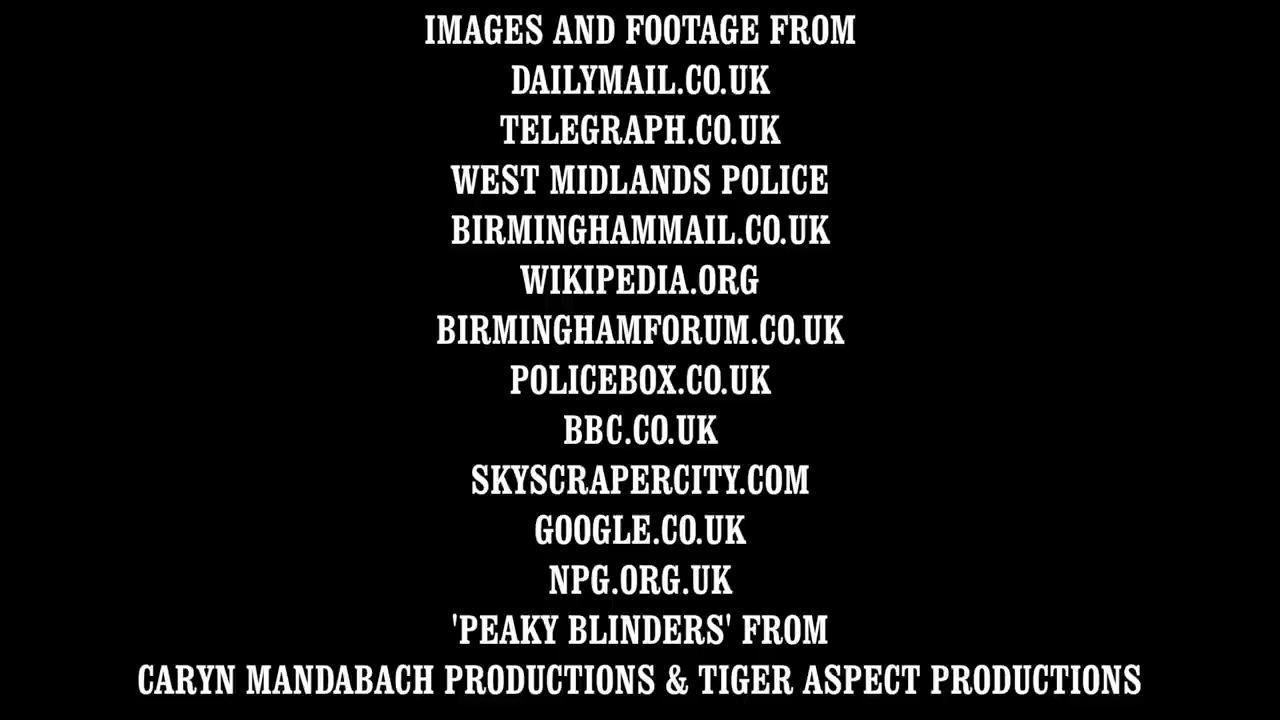 IMAGES AND FOOTAGE FROM
DAILYMAIL.CO.UK
TELEGRAPH.CO.UK
WEST MIDLANDS POLICE
BIRMINGHAMMAIL.CO.UK
WIKIPEDIA.ORG
BIRMINGHAMFORUM.CO.UK
POLICEBOX.CO.UK
BBC.CO.UK
SKYSCRAPERCITY.COM
GOOGLE.CO.UK
NPG.ORG.UK
'PEAKY BLINDERS' FROM
CARYN MANDABACH PRODUCTIONS & TIGER ASPECT PRODUCTIONS